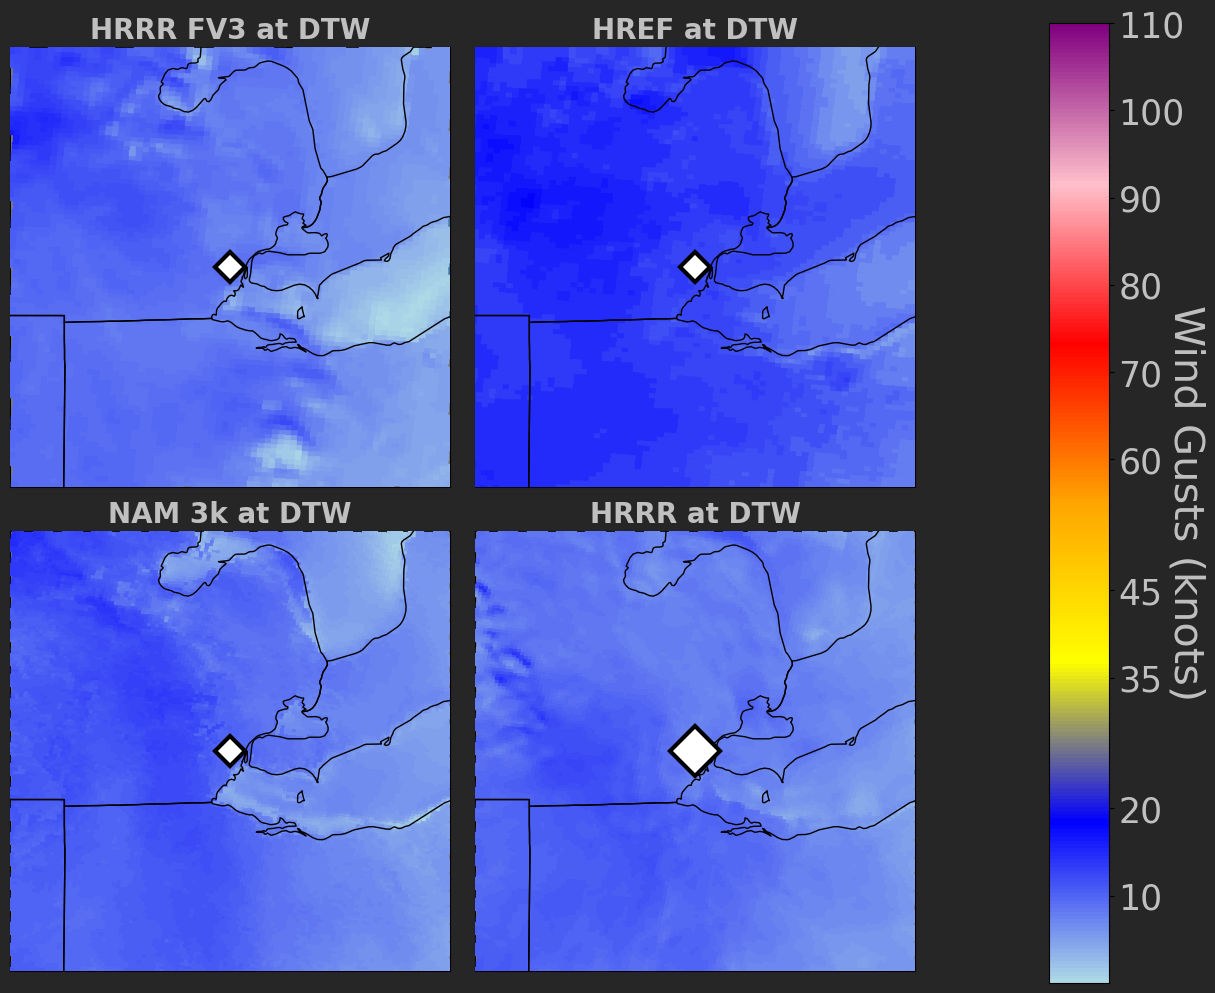 HRRR FV3 at DTW
HREF at DTW
NAM 3k at DTW
HRRR at DTW
110
100
90
80
70
60
45
35
20
10
Wind Gusts (knots)